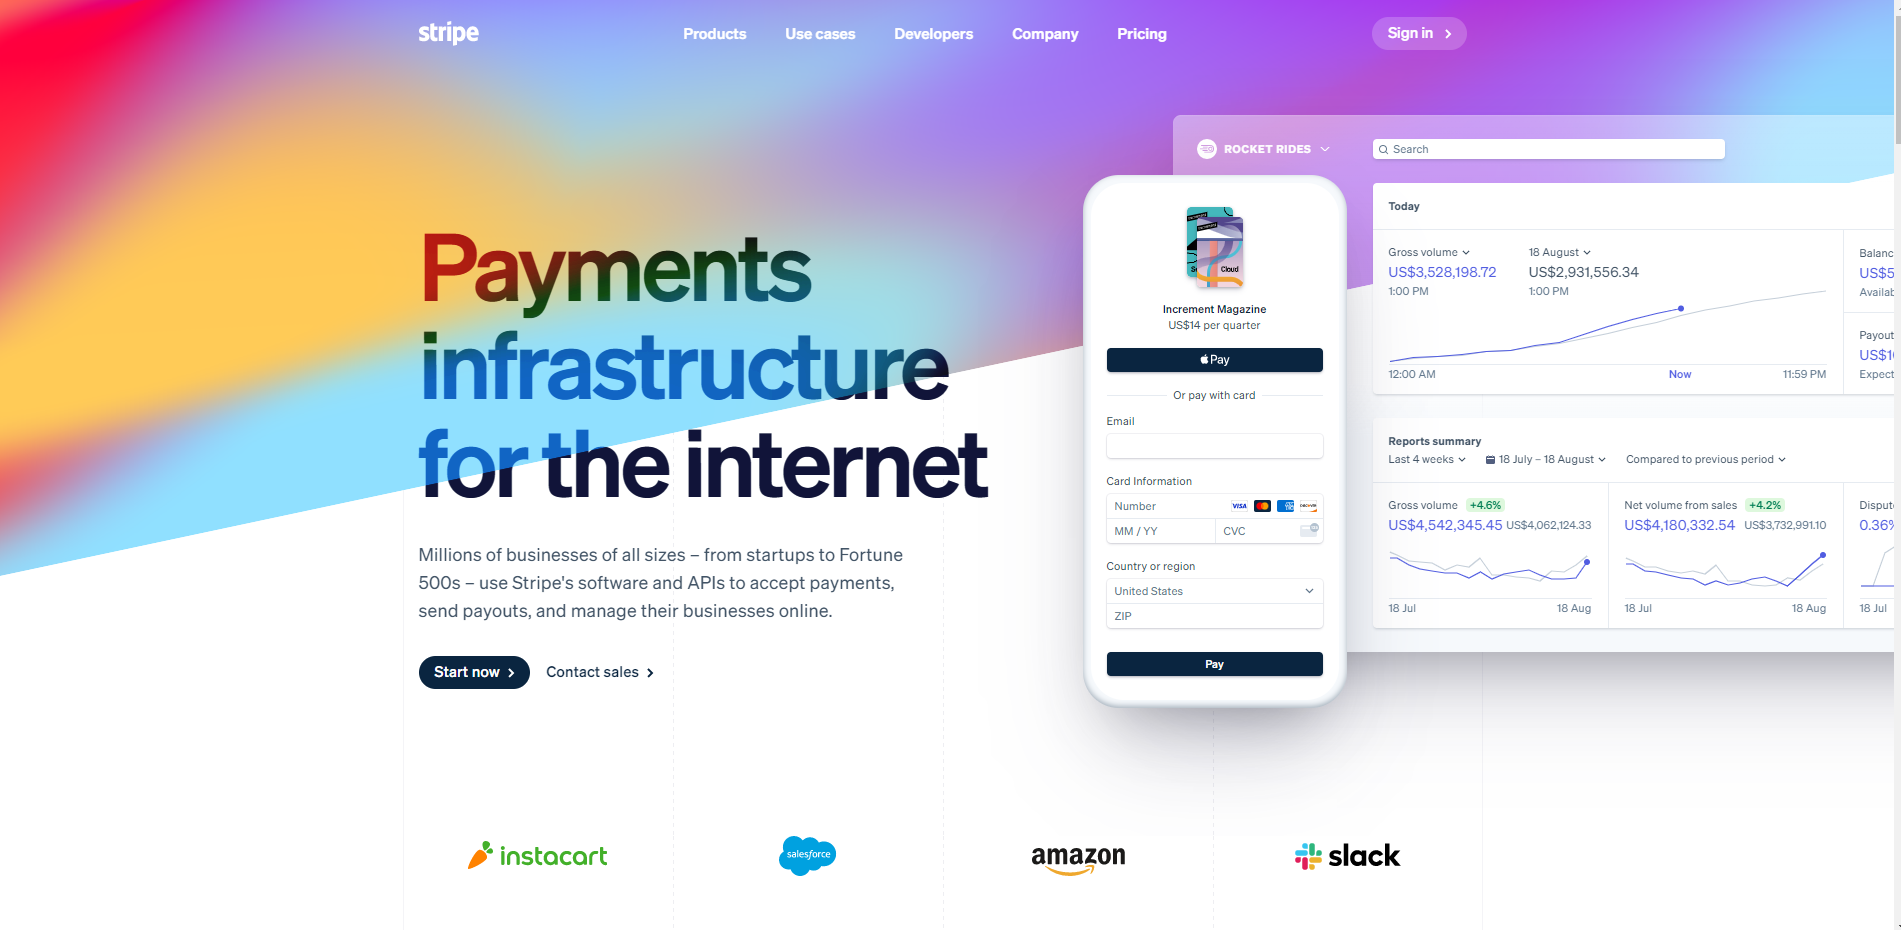 stripe
Products Use cases Developers Company Pricing
Sign in
ROCKET RIDES
Search
Payments
infrastructure
for the internet
Millions of businesses of all sizes – from startups to Fortune
500s – use Stripe's software and APIs to accept payments,
send payouts, and manage their businesses online.
Start now
Contact sales
Cloud
Increment Magazine
US$14 per quarter
Pay
Or pay with card
Email
Card Information
Number
VISA
MM / YY
CVC
Country or region
United States
ZIP
Pay
Today
Gross volume
US$3,528,198.72
1:00 PM
18 August
US$2,931,556.34
1:00 PM
12:00 AM
Now
11:59 PM
Balanc
US$5
Availab
Payout
US$1
Expect
Reports summary
Last 4 weeks
18 July – 18 August
Compared to previous period
Gross volume +4.6%
US$4,542,345.45 US$4,062,124.33
18 Jul 18 Aug
Net volume from sales +4.2%
US$4,180,332.54 US$3,732,991.10
18 Jul 18 Aug
Disput
0.36%
18 Jul
instacart
salesforce
amazon
slack